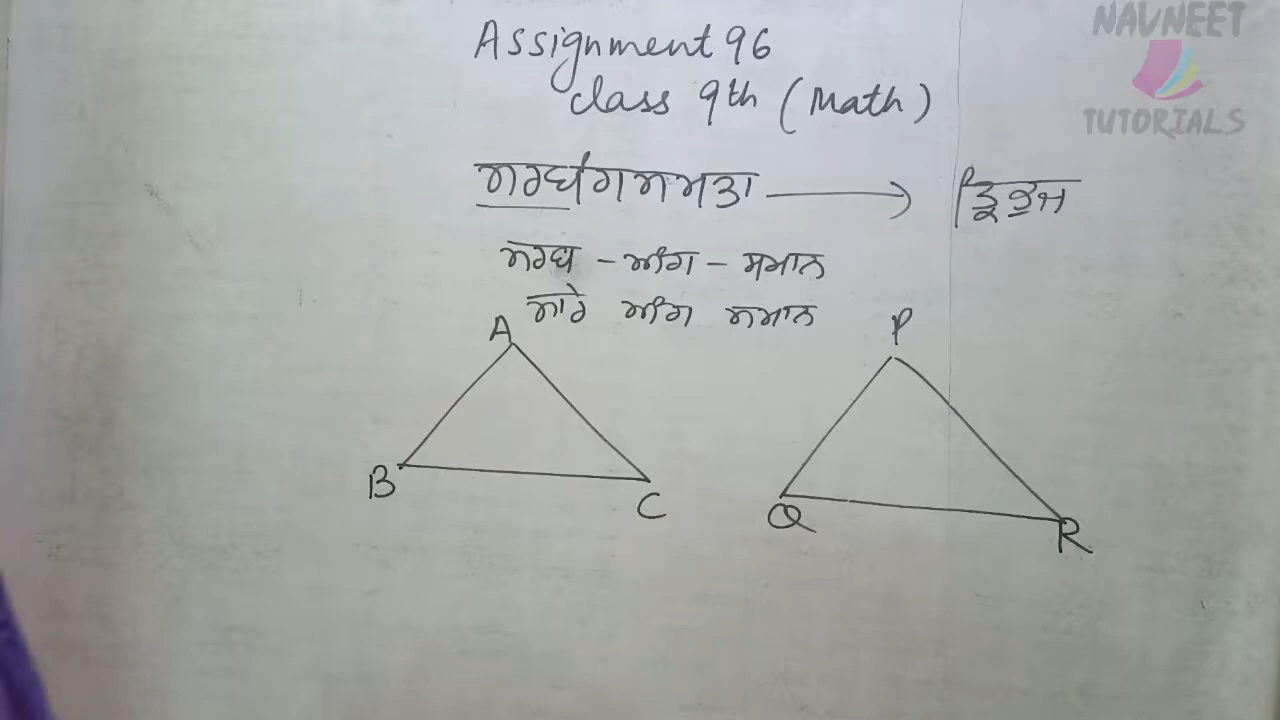 Assignment 96
NAVNEET
TUTORIALS
class 9th (Math)
ਸਰਬੰਗਸਮਤਾ → ਤ੍ਰਿਭੁਜ
ਸਰਬ - ਅੰਗ - ਸਮਾਨ
ਸਾਰੇ ਅੰਗ ਸਮਾਨ
A
P
B
C
Q
R